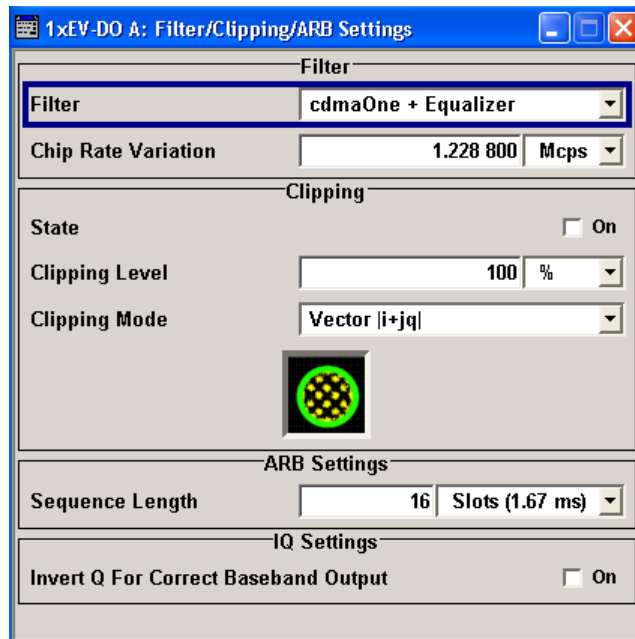 1xEV-DO A: Filter/Clipping/ARB Settings
Filter
Filter cdmaOne + Equalizer
Chip Rate Variation 1.228 800 Mcps
Clipping
State On
Clipping Level 100 %
Clipping Mode Vector |i+jq|
ARB Settings
Sequence Length 16 Slots (1.67 ms)
IQ Settings
Invert Q For Correct Baseband Output On